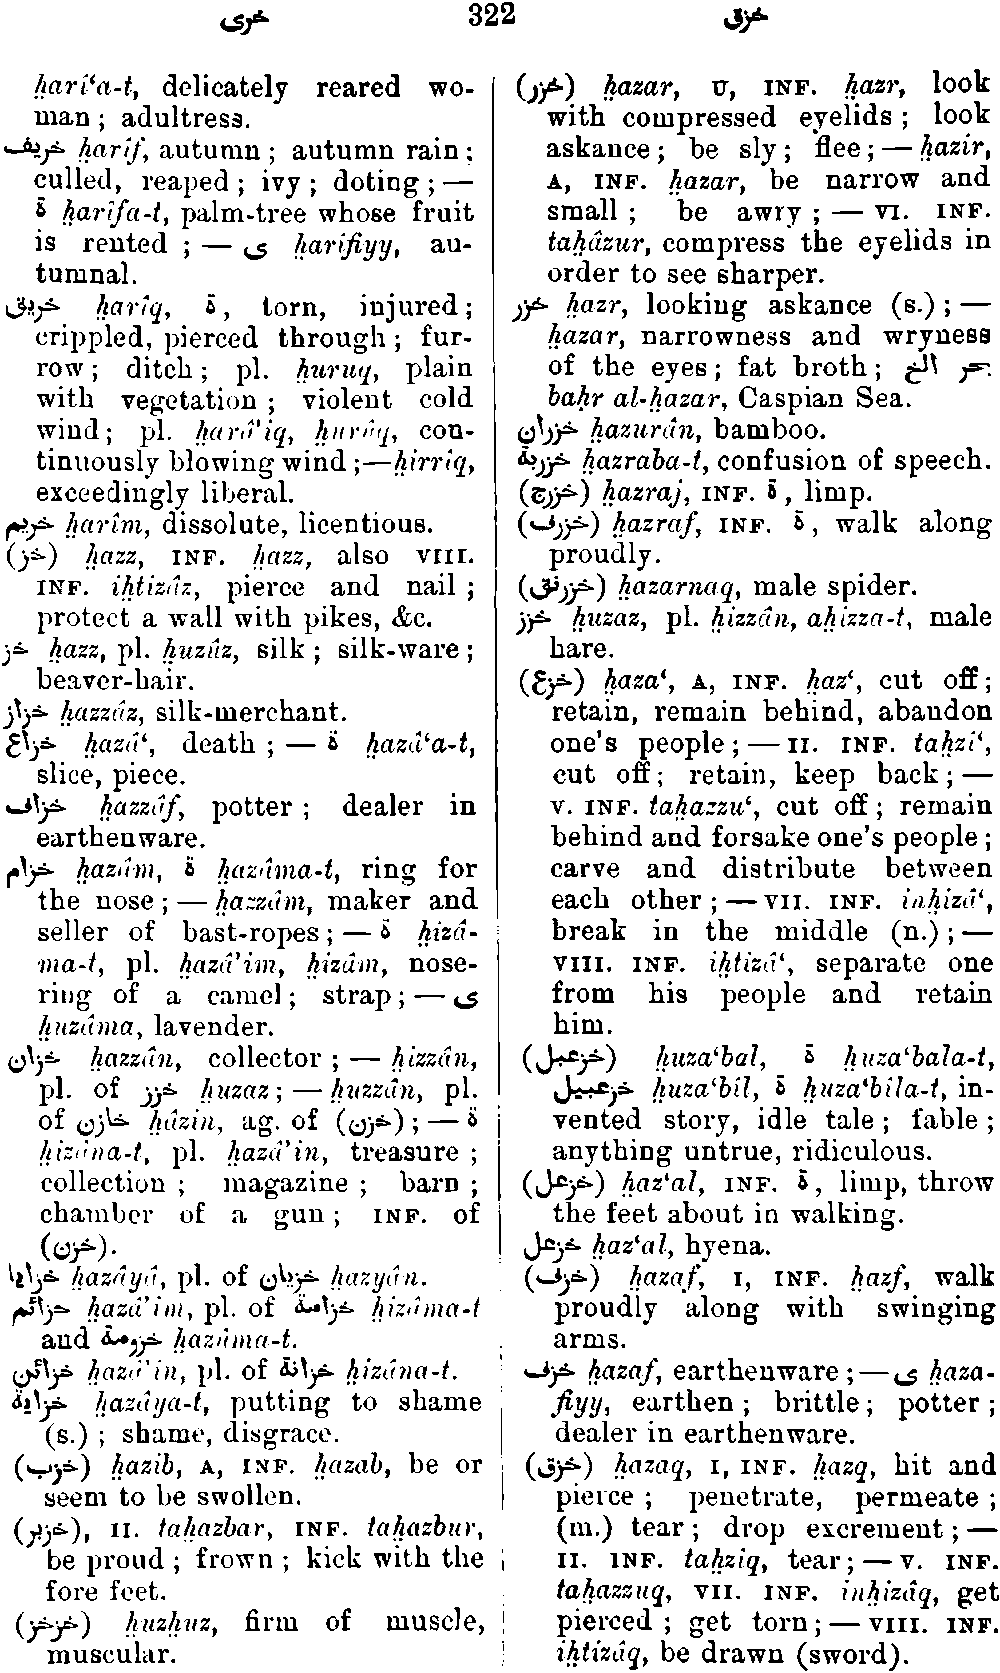 خرى 322 خزق
ḫarî‘a-t, delicately reared wo-
man ; adultress.
خريف ḫarîf, autumn ; autumn rain ;
culled, reaped ; ivy ; doting ; —
ة ḫarîfa-t, palm-tree whose fruit
is rented ; — ى ḫarîfiyy, au-
tumnal.
خريق ḫarîq, ة, torn, injured ;
crippled, pierced through ; fur-
row ; ditch ; pl. ḫuruq, plain
with vegetation ; violent cold
wind ; pl. ḫarâ’iq, ḫurûq, con-
tinuously blowing wind ;—ḫirrîq,
exceedingly liberal.
خريم ḫarîm, dissolute, licentious.
(خز) ḫazz, INF. ḫazz, also VIII.
INF. iḫtizâz, pierce and nail ;
protect a wall with pikes, &c.
خز ḫazz, pl. ḫuzûz, silk ; silk-ware ;
beaver-hair.
خزاز ḫazzâz, silk-merchant.
خزاع ḫazâ‘, death ; — ة ḫazâ‘a-t,
slice, piece.
خزاف ḫazzâf, potter ; dealer in
earthenware.
خزام ḫazâm, ة ḫazâma-t, ring for
the nose ; — ḫazzâm, maker and
seller of bast-ropes ; — ة ḫizâ-
ma-t, pl. ḫazâ’im, ḫizâm, nose-
ring of a camel ; strap ; — ى
ḫuzâma, lavender.
خزان ḫazzân, collector ; — ḫizzân,
pl. of خزز ḫuzaz ; — ḫuzzân, pl.
of خازن ḫâzin, ag. of (خزن) ; — ة
ḫizâna-t, pl. ḫazâ’in, treasure ;
collection ; magazine ; barn ;
chamber of a gun ; INF. of
(خزن).
خزايا ḫazâyâ, pl. of خزيان ḫazyân.
خزائم ḫazâ’im, pl. of خزامة ḫizâma-t
and خزومة ḫazûma-t.
خزائن ḫazâ’in, pl. of خزانة ḫizâna-t.
خزاية ḫazâya-t, putting to shame
(s.) ; shame, disgrace.
(خزب) ḫazib, A, INF. ḫazab, be or
seem to be swollen.
(خزبر), II. taḫazbar, INF. taḫazbur,
be proud ; frown ; kick with the
fore feet.
(خزخز) ḫuzḫuz, firm of muscle,
muscular.
(خزر) ḫazar, U, INF. ḫazr, look
with compressed eyelids ; look
askance ; be sly ; flee ; — ḫazir,
A, INF. ḫazar, be narrow and
small ; be awry ; — VI. INF.
taḫâzur, compress the eyelids in
order to see sharper.
خزر ḫazr, looking askance (s.) ; —
ḫazar, narrowness and wryness
of the eyes ; fat broth ; بحر الخ
baḥr al-ḫazar, Caspian Sea.
خزران ḫazurân, bamboo.
خزربة ḫazraba-t, confusion of speech.
(خزرج) ḫazraj, INF. ة, limp.
(خزرف) ḫazraf, INF. ة, walk along
proudly.
(خزرنق) ḫazarnaq, male spider.
خزز ḫuzaz, pl. ḫizzân, aḫizza-t, male
hare.
(خزع) ḫaza‘, A, INF. ḫaz‘, cut off ;
retain, remain behind, abandon
one's people ; — II. INF. taḫzî‘,
cut off ; retain, keep back ; —
V. INF. taḫazzu‘, cut off ; remain
behind and forsake one's people ;
carve and distribute between
each other ; — VII. INF. inḫizâ‘,
break in the middle (n.) ; —
VIII. INF. iḫtizâ‘, separate one
from his people and retain
him.
(خزعبل) ḫuza‘bal, ة ḫuza‘bala-t,
خزعبيل ḫuza‘bîl, ة ḫuza‘bîla-t, in-
vented story, idle tale ; fable ;
anything untrue, ridiculous.
(خزعل) ḫaz‘al, INF. ة, limp, throw
the feet about in walking.
خزعل ḫaz‘al, hyena.
(خزف) ḫazaf, I, INF. ḫazf, walk
proudly along with swinging
arms.
خزف ḫazaf, earthenware ; — ى ḫaza-
fiyy, earthen ; brittle ; potter ;
dealer in earthenware.
(خزق) ḫazaq, I, INF. ḫazq, hit and
pierce ; penetrate, permeate ;
(m.) tear ; drop excrement ; —
II. INF. taḫzîq, tear ; — V. INF.
taḫazzuq, VII. INF. inḫizâq, get
pierced ; get torn ; — VIII. INF.
iḫtizâq, be drawn (sword).